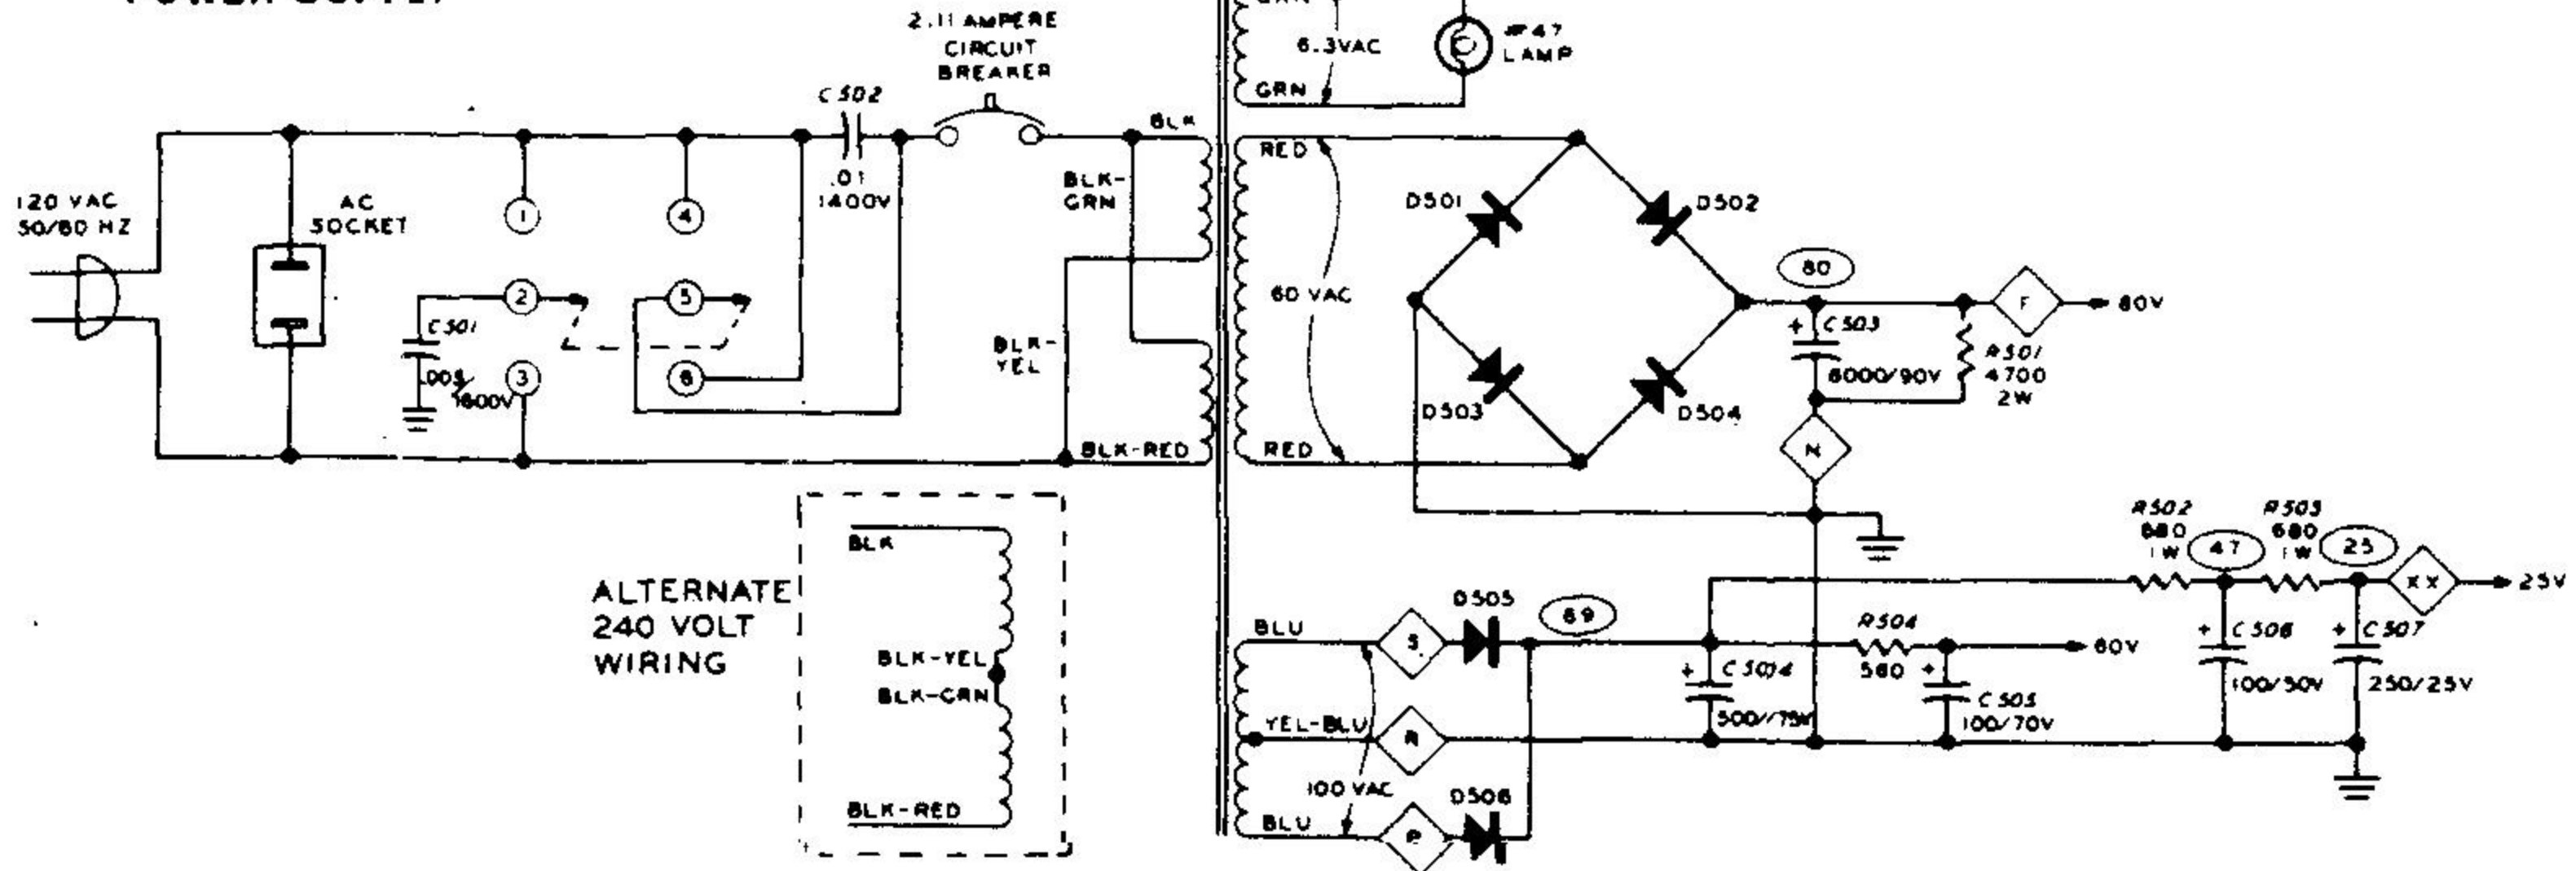 2.11 AMPERE
CIRCUIT
BREAKER
6.3VAC
#47
LAMP
GRN
C502
.01
1400V
BLK
BLK-
GRN
120 VAC
50/60 HZ
AC
SOCKET
1
4
2
5
3
6
C501
.005/
1600V
BLK-
YEL
BLK-RED
RED
60 VAC
RED
D501
D502
D503
D504
80
+ C503
6000/90V
R501
4700
2W
F
80V
N
ALTERNATE
240 VOLT
WIRING
BLK
BLK-YEL
BLK-GRN
BLK-RED
BLU
YEL-BLU
BLU
100 VAC
S
R
P
D505
D506
69
+ C504
500/75V
R504
560
+ C505
100/70V
60V
R502
680
1W
47
R503
680
1W
25
XX
25V
+ C506
100/50V
+ C507
250/25V